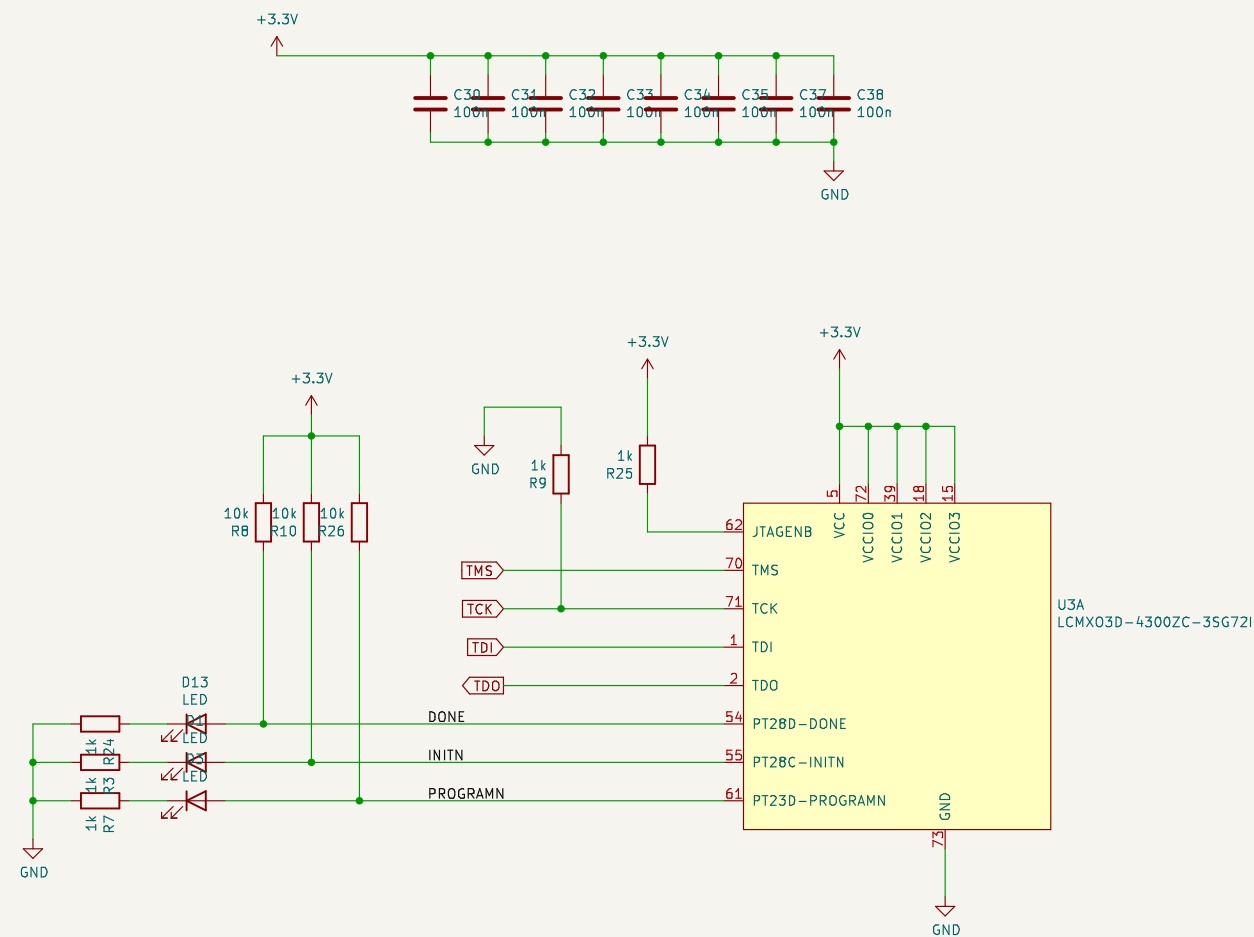 +3.3V
C30 C31 C32 C33 C34 C35 C37 C38
100n 100n 100n 100n 100n 100n 100n 100n
GND
+3.3V
+3.3V
+3.3V
GND
1k
R9
1k
R25
10k 10k 10k
R8 R10 R26
5 72 39 18 15
VCC VCCIO0 VCCIO1 VCCIO2 VCCIO3
62 JTAGENB
TMS 70 TMS
TCK 71 TCK
U3A
LCMXO3D-4300ZC-3SG72I
TDI 1 TDI
TDO 2 TDO
D13
LED
DONE 54 PT28D-DONE
LED
1k R24
INITN 55 PT28C-INITN
LED
1k R3
PROGRAMN 61 PT23D-PROGRAMN
1k R7
GND
73
GND
GND